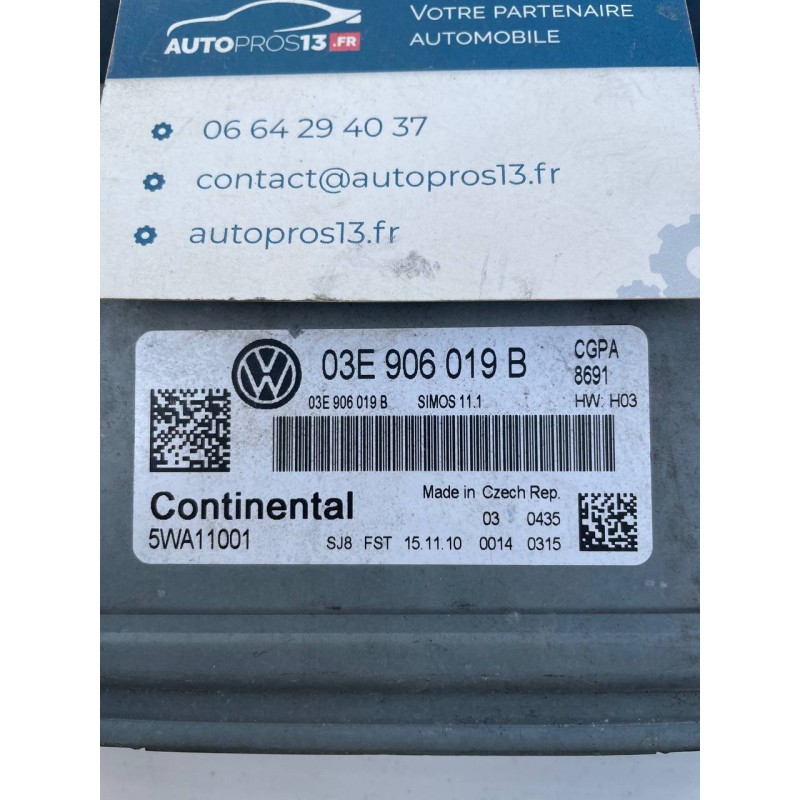 VOTRE PARTENAIRE
AUTOMOBILE
AUTOPROS13.FR
06 64 29 40 37
contact@autopros13.fr
autopros13.fr
VW 03E 906 019 B CGPA
8691
03E 906 019 B SIMOS 11.1 HW: H03
Continental Made in Czech Rep.
03 0435
5WA11001 SJ8 FST 15.11.10 0014 0315